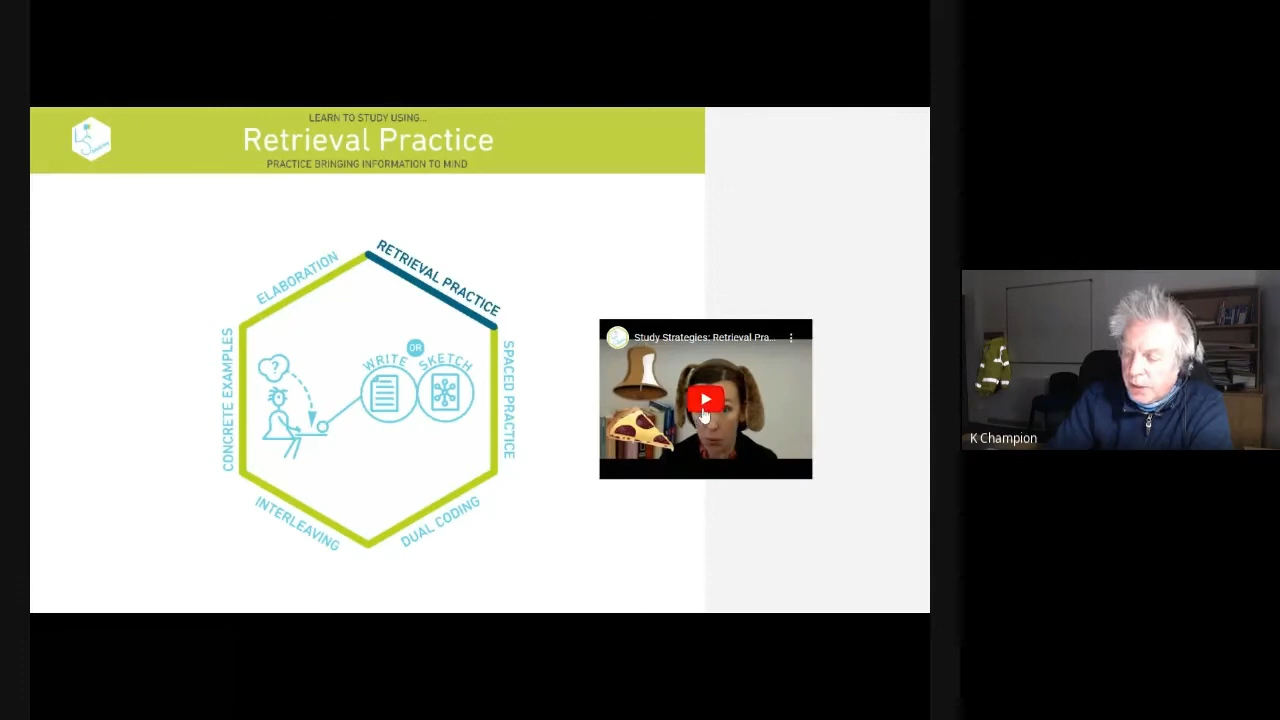 LEARN TO STUDY USING...
Retrieval Practice
PRACTICE BRINGING INFORMATION TO MIND
ELABORATION
RETRIEVAL PRACTICE
CONCRETE EXAMPLES
?
WRITE OR SKETCH
SPACED PRACTICE
INTERLEAVING
DUAL CODING
Study Strategies: Retrieval Pra...
K Champion